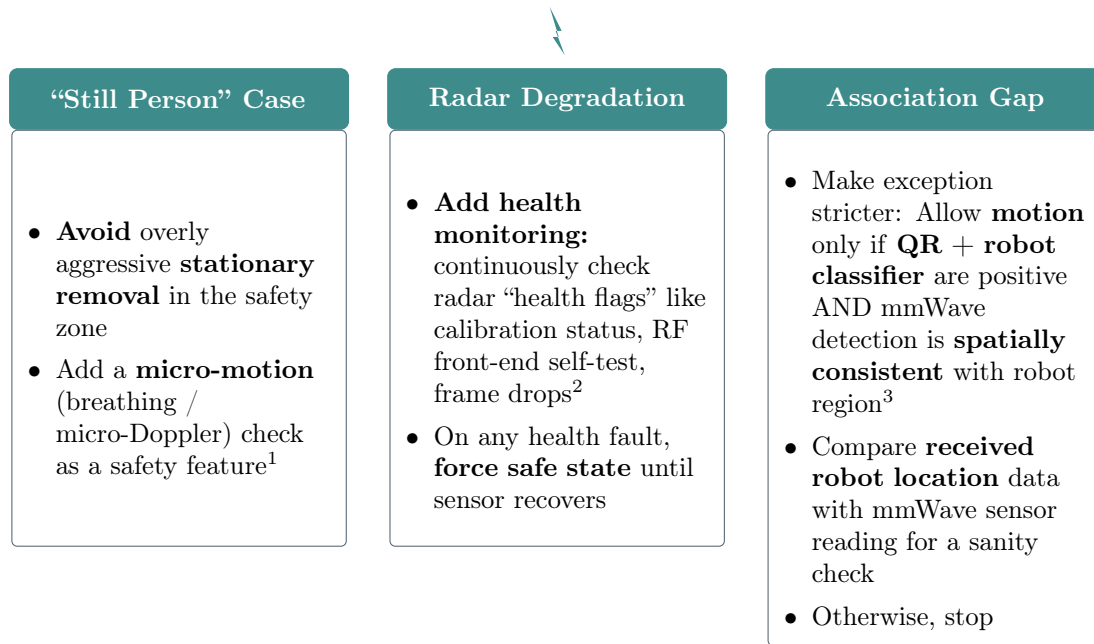 “Still Person” Case
• Avoid overly
aggressive stationary
removal in the safety
zone
• Add a micro-motion
(breathing /
micro-Doppler) check
as a safety feature¹
Radar Degradation
• Add health
monitoring:
continuously check
radar “health flags” like
calibration status, RF
front-end self-test,
frame drops²
• On any health fault,
force safe state until
sensor recovers
Association Gap
• Make exception
stricter: Allow motion
only if QR + robot
classifier are positive
AND mmWave
detection is spatially
consistent with robot
region³
• Compare received
robot location data
with mmWave sensor
reading for a sanity
check
• Otherwise, stop